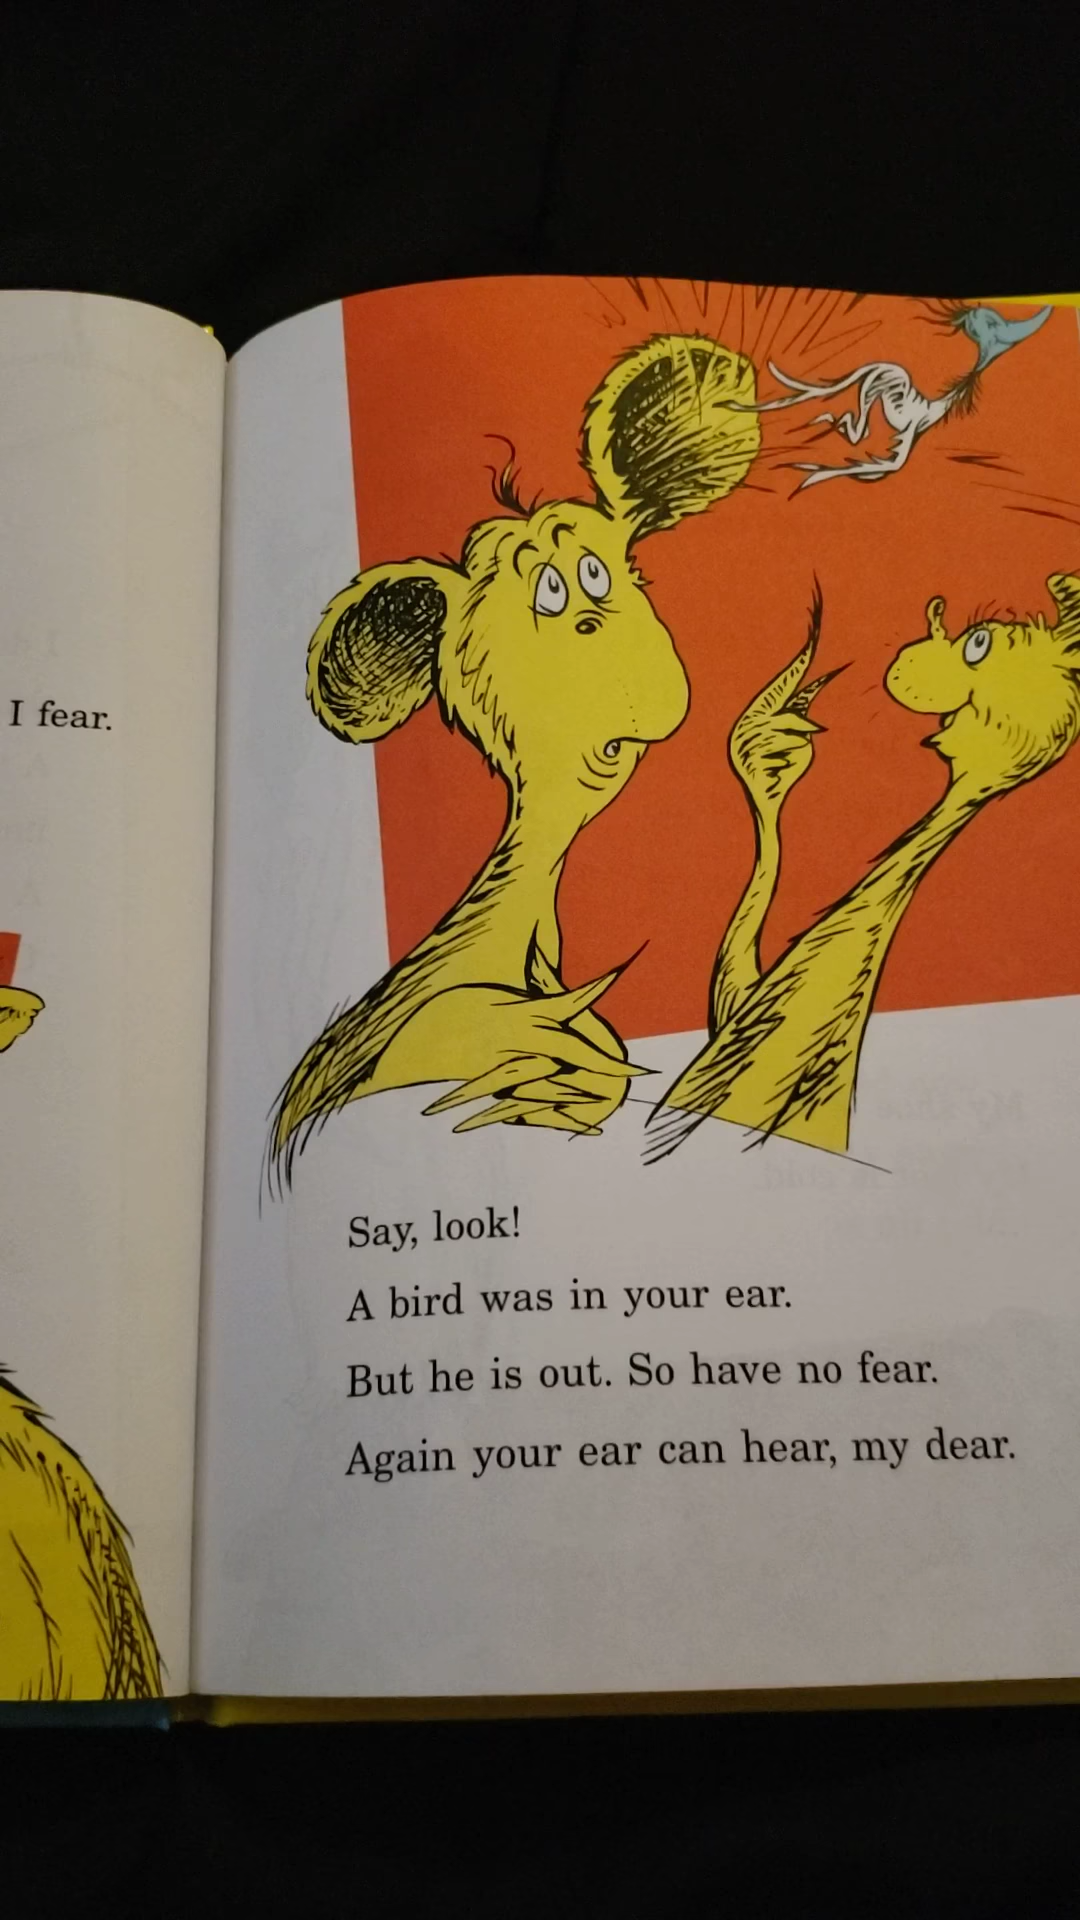 I fear.
Say, look!
A bird was in your ear.
But he is out. So have no fear.
Again your ear can hear, my dear.